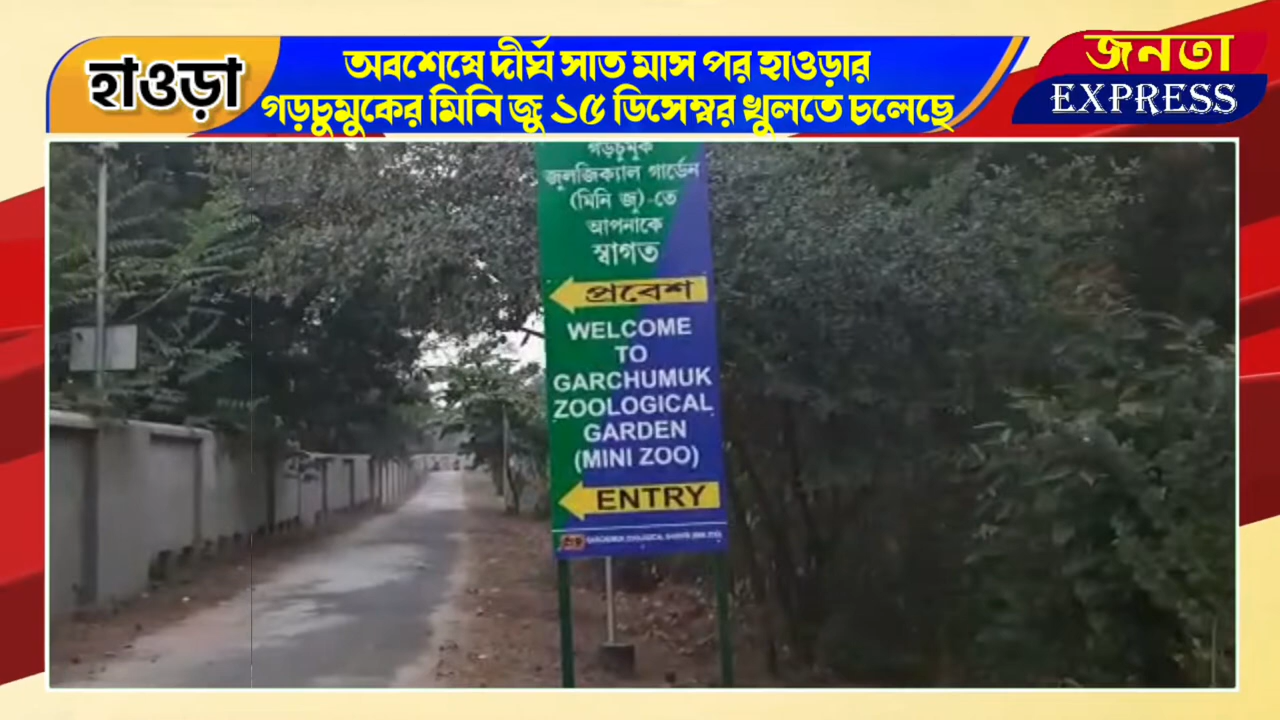 হাওড়া
অবশেষে দীর্ঘ সাত মাস পর হাওড়ার
গড়চুমুকের মিনি জু ১৫ ডিসেম্বর খুলতে চলেছে
জনতা
EXPRESS
গড়চুমুক
জুলজিক্যাল গার্ডেন
(মিনি জু)-তে
আপনাকে
স্বাগত
প্রবেশ
WELCOME
TO
GARCHUMUK
ZOOLOGICAL
GARDEN
(MINI ZOO)
ENTRY